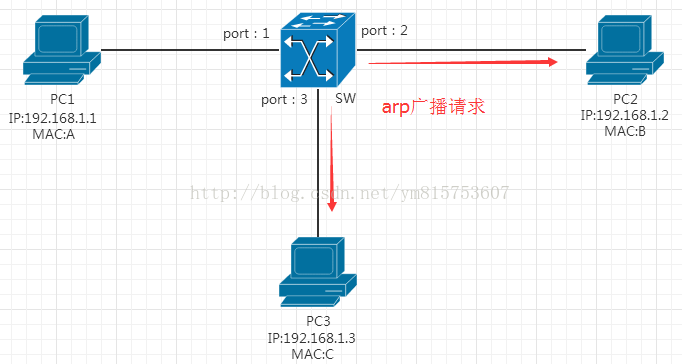 port：1
port：2
port：3
SW
arp广播请求
PC1
IP:192.168.1.1
MAC:A
PC2
IP:192.168.1.2
MAC:B
http://blog.csdn.net/ym815753607
PC3
IP:192.168.1.3
MAC:C